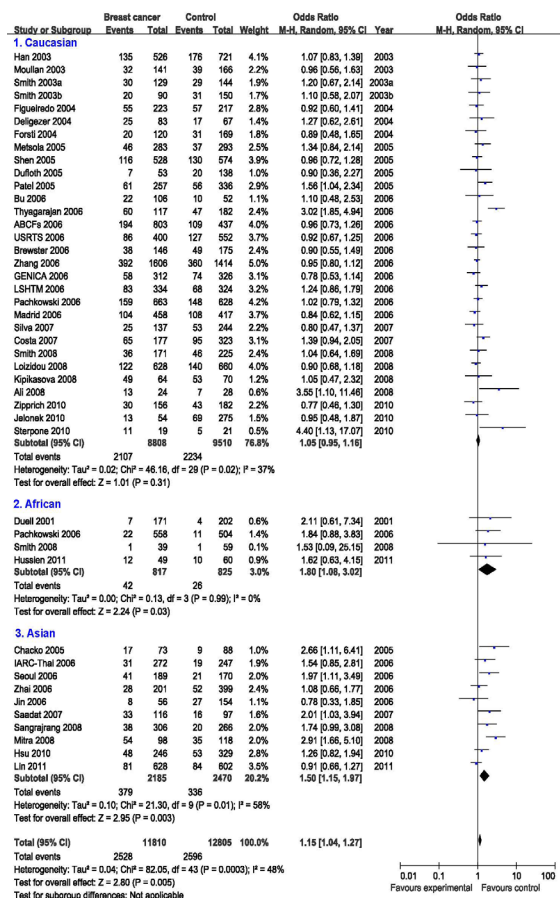 Breast cancer Control Odds Ratio Odds Ratio
Study or Subgroup Events Total Events Total Weight M-H, Random, 95% CI Year M-H, Random, 95% CI
1. Caucasian
Han 2003 135 526 176 721 4.1% 1.07 [0.83, 1.39] 2003
Moullan 2003 32 141 39 166 2.2% 0.96 [0.56, 1.63] 2003
Smith 2003a 30 129 29 144 2.0% 1.20 [0.67, 2.14] 2003a
Smith 2003b 20 90 31 150 1.7% 1.10 [0.58, 2.07] 2003b
Figueiredo 2004 55 223 57 217 2.9% 0.92 [0.60, 1.41] 2004
Deligezer 2004 25 83 17 67 1.5% 1.27 [0.62, 2.61] 2004
Forsti 2004 20 120 31 169 1.8% 0.89 [0.48, 1.65] 2004
Metsola 2005 46 283 37 293 2.6% 1.34 [0.84, 2.14] 2005
Shen 2005 116 528 130 574 3.9% 0.96 [0.72, 1.28] 2005
Dufloth 2005 7 53 20 138 0.9% 0.90 [0.36, 2.27] 2005
Patel 2005 61 257 56 336 3.0% 1.56 [1.04, 2.34] 2005
Bu 2006 22 106 10 52 1.1% 1.10 [0.48, 2.53] 2006
Thyagarajan 2006 60 117 47 182 2.5% 3.02 [1.85, 4.94] 2006
ABCFs 2006 194 803 109 437 4.0% 0.96 [0.73, 1.26] 2006
USRTS 2006 86 400 127 552 3.7% 0.92 [0.67, 1.25] 2006
Brewster 2006 38 146 49 175 2.4% 0.90 [0.55, 1.49] 2006
Zhang 2006 392 1606 360 1414 5.1% 0.95 [0.80, 1.12] 2006
GENICA 2006 58 312 74 326 3.2% 0.78 [0.53, 1.14] 2006
LSHTM 2006 83 334 68 324 3.3% 1.24 [0.86, 1.79] 2006
Pachkowski 2006 159 663 148 628 4.2% 1.02 [0.79, 1.32] 2006
Madrid 2006 104 458 108 417 3.7% 0.84 [0.62, 1.15] 2006
Silva 2007 25 137 53 244 2.2% 0.80 [0.47, 1.37] 2007
Costa 2007 65 177 95 323 3.1% 1.39 [0.94, 2.05] 2007
Smith 2008 36 171 46 225 2.5% 1.04 [0.64, 1.69] 2008
Loizidou 2008 122 628 140 660 4.0% 0.90 [0.68, 1.18] 2008
Kipikasova 2008 49 64 53 70 1.2% 1.05 [0.47, 2.32] 2008
Ali 2008 13 24 7 28 0.6% 3.55 [1.10, 11.46] 2008
Zipprich 2010 30 156 43 182 2.2% 0.77 [0.46, 1.30] 2010
Jelonek 2010 13 54 69 275 1.5% 0.95 [0.48, 1.87] 2010
Sterpone 2010 11 19 5 21 0.5% 4.40 [1.13, 17.07] 2010
Subtotal (95% CI) 8808 9510 76.8% 1.05 [0.95, 1.16]
Total events 2107 2234
Heterogeneity: Tau² = 0.02; Chi² = 46.16, df = 29 (P = 0.02); I² = 37%
Test for overall effect: Z = 1.01 (P = 0.31)
2. African
Duell 2001 7 171 4 202 0.6% 2.11 [0.61, 7.34] 2001
Pachkowski 2006 22 558 11 504 1.4% 1.84 [0.88, 3.83] 2006
Smith 2008 1 39 1 59 0.1% 1.53 [0.09, 25.15] 2008
Hussien 2011 12 49 10 60 0.9% 1.62 [0.63, 4.15] 2011
Subtotal (95% CI) 817 825 3.0% 1.80 [1.08, 3.02]
Total events 42 26
Heterogeneity: Tau² = 0.00; Chi² = 0.13, df = 3 (P = 0.99); I² = 0%
Test for overall effect: Z = 2.24 (P = 0.03)
3. Asian
Chacko 2005 17 73 9 88 1.0% 2.66 [1.11, 6.41] 2005
IARC-Thai 2006 31 272 19 247 1.9% 1.54 [0.85, 2.81] 2006
Seoul 2006 41 189 21 170 2.0% 1.97 [1.11, 3.49] 2006
Zhai 2006 28 201 52 399 2.4% 1.08 [0.66, 1.77] 2006
Jin 2006 8 56 27 154 1.1% 0.78 [0.33, 1.85] 2006
Saadat 2007 33 116 16 97 1.6% 2.01 [1.03, 3.94] 2007
Sangrajrang 2008 38 306 20 266 2.0% 1.74 [0.99, 3.08] 2008
Mitra 2008 54 98 35 118 2.0% 2.91 [1.66, 5.10] 2008
Hsu 2010 48 246 53 329 2.8% 1.26 [0.82, 1.94] 2010
Lin 2011 81 628 84 602 3.5% 0.91 [0.66, 1.27] 2011
Subtotal (95% CI) 2185 2470 20.2% 1.50 [1.15, 1.97]
Total events 379 336
Heterogeneity: Tau² = 0.10; Chi² = 21.30, df = 9 (P = 0.01); I² = 58%
Test for overall effect: Z = 2.95 (P = 0.003)
Total (95% CI) 11810 12805 100.0% 1.15 [1.04, 1.27]
Total events 2528 2596
Heterogeneity: Tau² = 0.04; Chi² = 82.05, df = 43 (P = 0.0003); I² = 48%
Test for overall effect: Z = 2.80 (P = 0.005)
Test for subgroup differences: Not applicable
0.01 0.1 1 10 100
Favours experimental Favours control